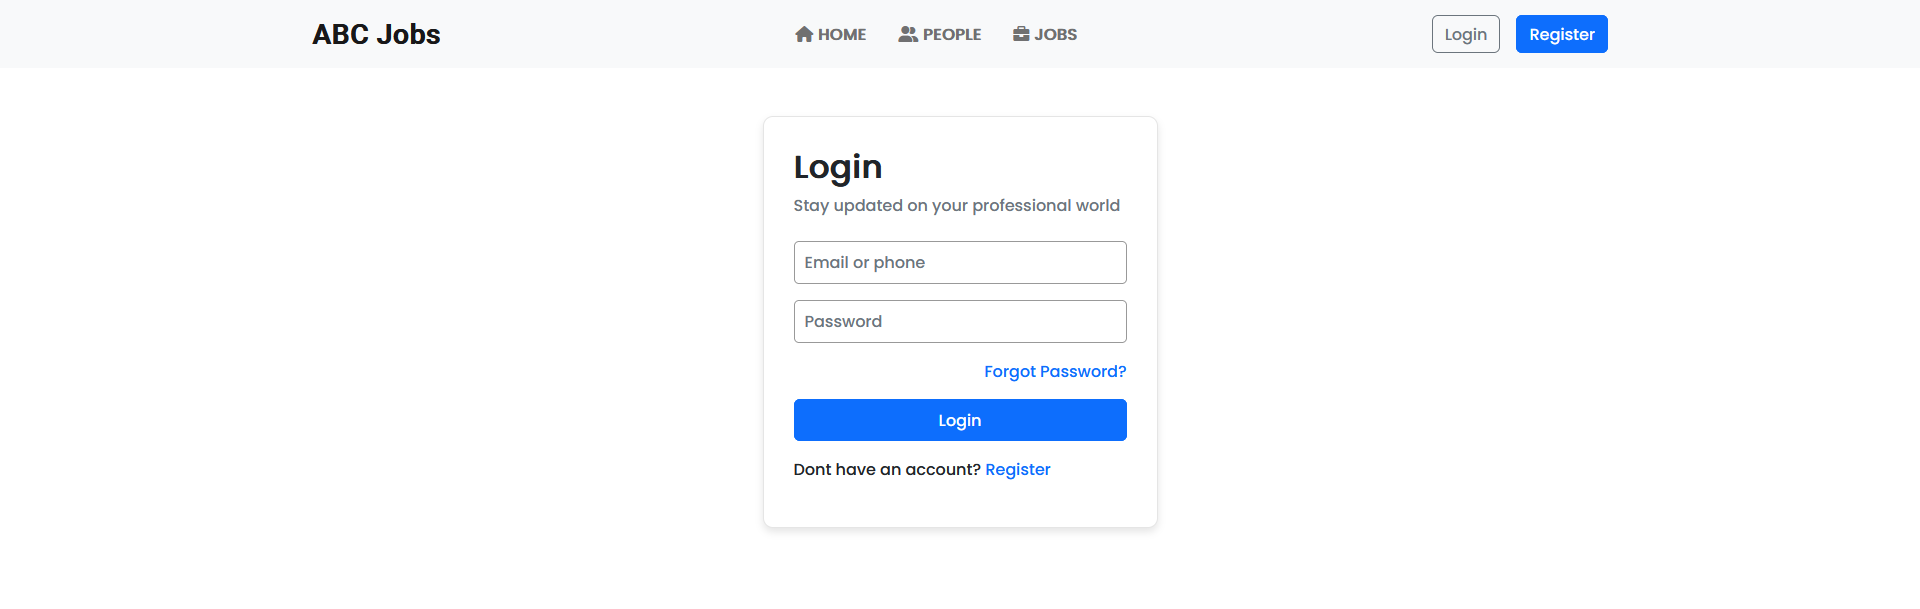 ABC Jobs HOME PEOPLE JOBS Login Register
Login
Stay updated on your professional world
Email or phone
Password
Forgot Password?
Login
Dont have an account? Register